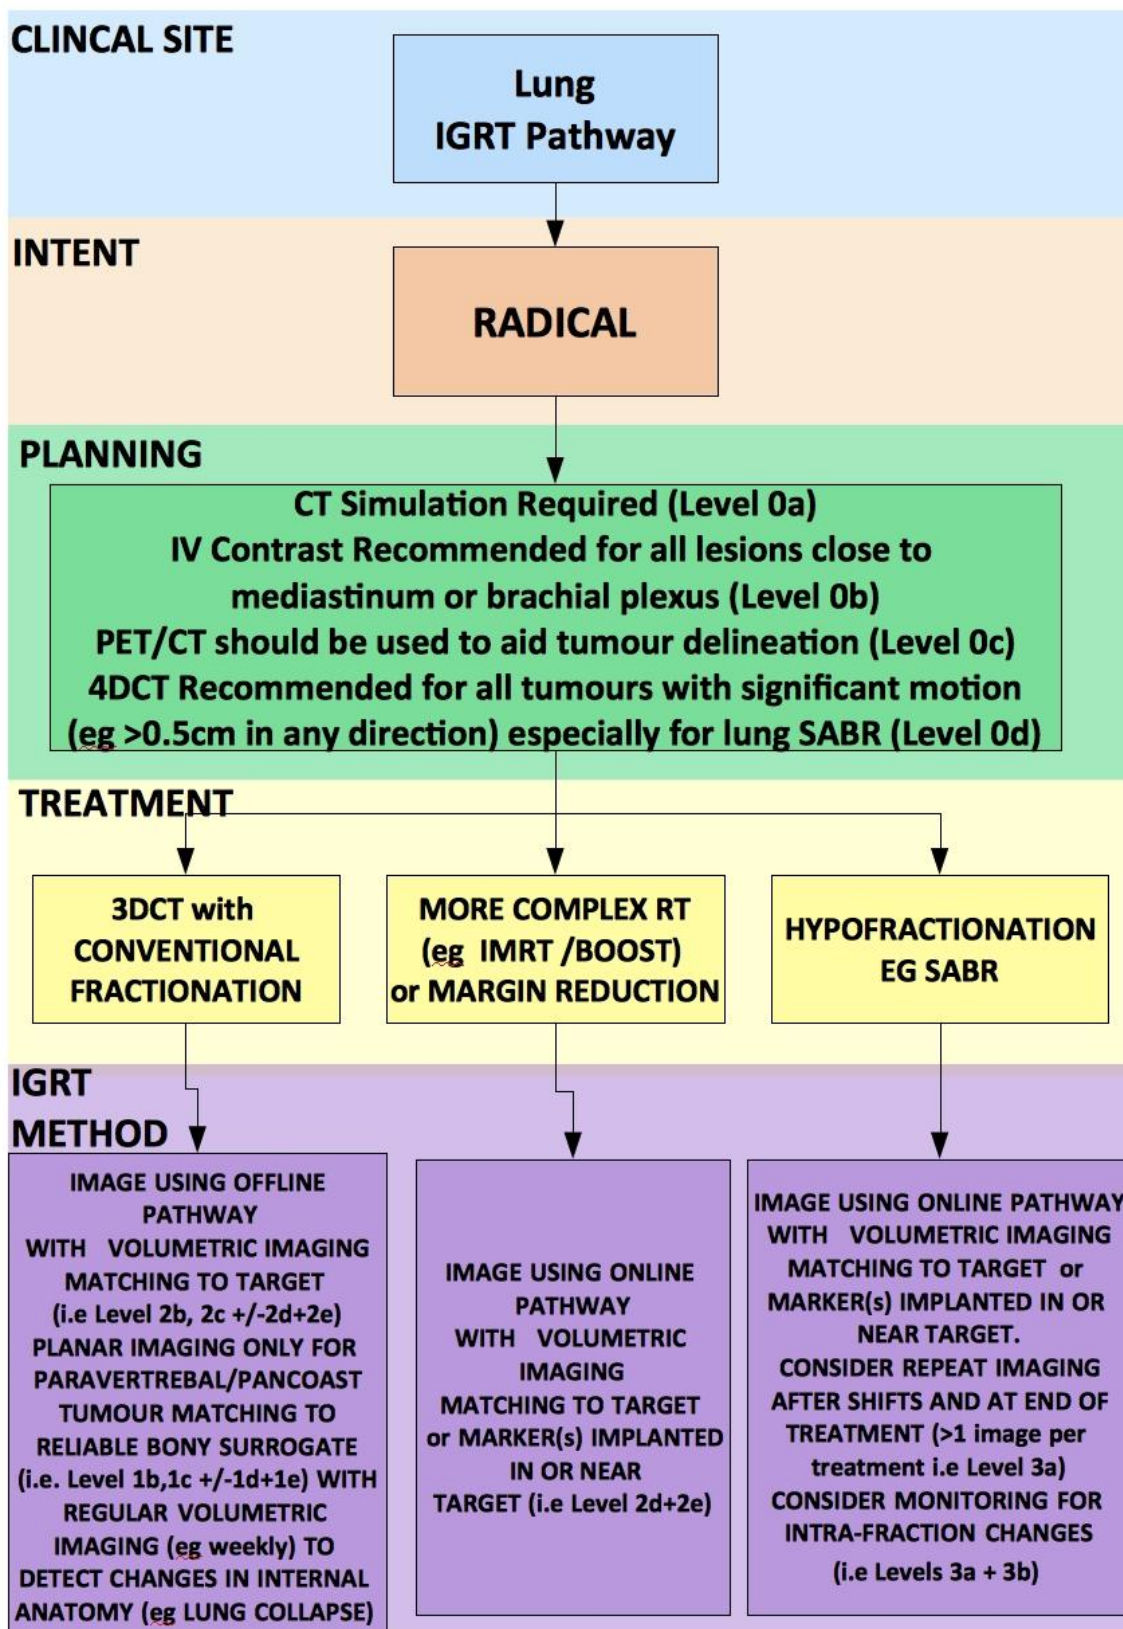 CLINCAL SITE
Lung
IGRT Pathway
INTENT
RADICAL
PLANNING
CT Simulation Required (Level 0a)
IV Contrast Recommended for all lesions close to
mediastinum or brachial plexus (Level 0b)
PET/CT should be used to aid tumour delineation (Level 0c)
4DCT Recommended for all tumours with significant motion
(eg >0.5cm in any direction) especially for lung SABR (Level 0d)
TREATMENT
3DCT with
CONVENTIONAL
FRACTIONATION
MORE COMPLEX RT
(eg IMRT /BOOST)
or MARGIN REDUCTION
HYPOFRACTIONATION
EG SABR
IGRT
METHOD
IMAGE USING OFFLINE
PATHWAY
WITH VOLUMETRIC IMAGING
MATCHING TO TARGET
(i.e Level 2b, 2c +/-2d+2e)
PLANAR IMAGING ONLY FOR
PARAVERTREBAL/PANCOAST
TUMOUR MATCHING TO
RELIABLE BONY SURROGATE
(i.e. Level 1b,1c +/-1d+1e) WITH
REGULAR VOLUMETRIC
IMAGING (eg weekly) TO
DETECT CHANGES IN INTERNAL
ANATOMY (eg LUNG COLLAPSE)
IMAGE USING ONLINE
PATHWAY
WITH VOLUMETRIC
IMAGING
MATCHING TO TARGET
or MARKER(s) IMPLANTED
IN OR NEAR
TARGET (i.e Level 2d+2e)
IMAGE USING ONLINE PATHWAY
WITH VOLUMETRIC IMAGING
MATCHING TO TARGET or
MARKER(s) IMPLANTED IN OR
NEAR TARGET.
CONSIDER REPEAT IMAGING
AFTER SHIFTS AND AT END OF
TREATMENT (>1 image per
treatment i.e Level 3a)
CONSIDER MONITORING FOR
INTRA-FRACTION CHANGES
(i.e Levels 3a + 3b)